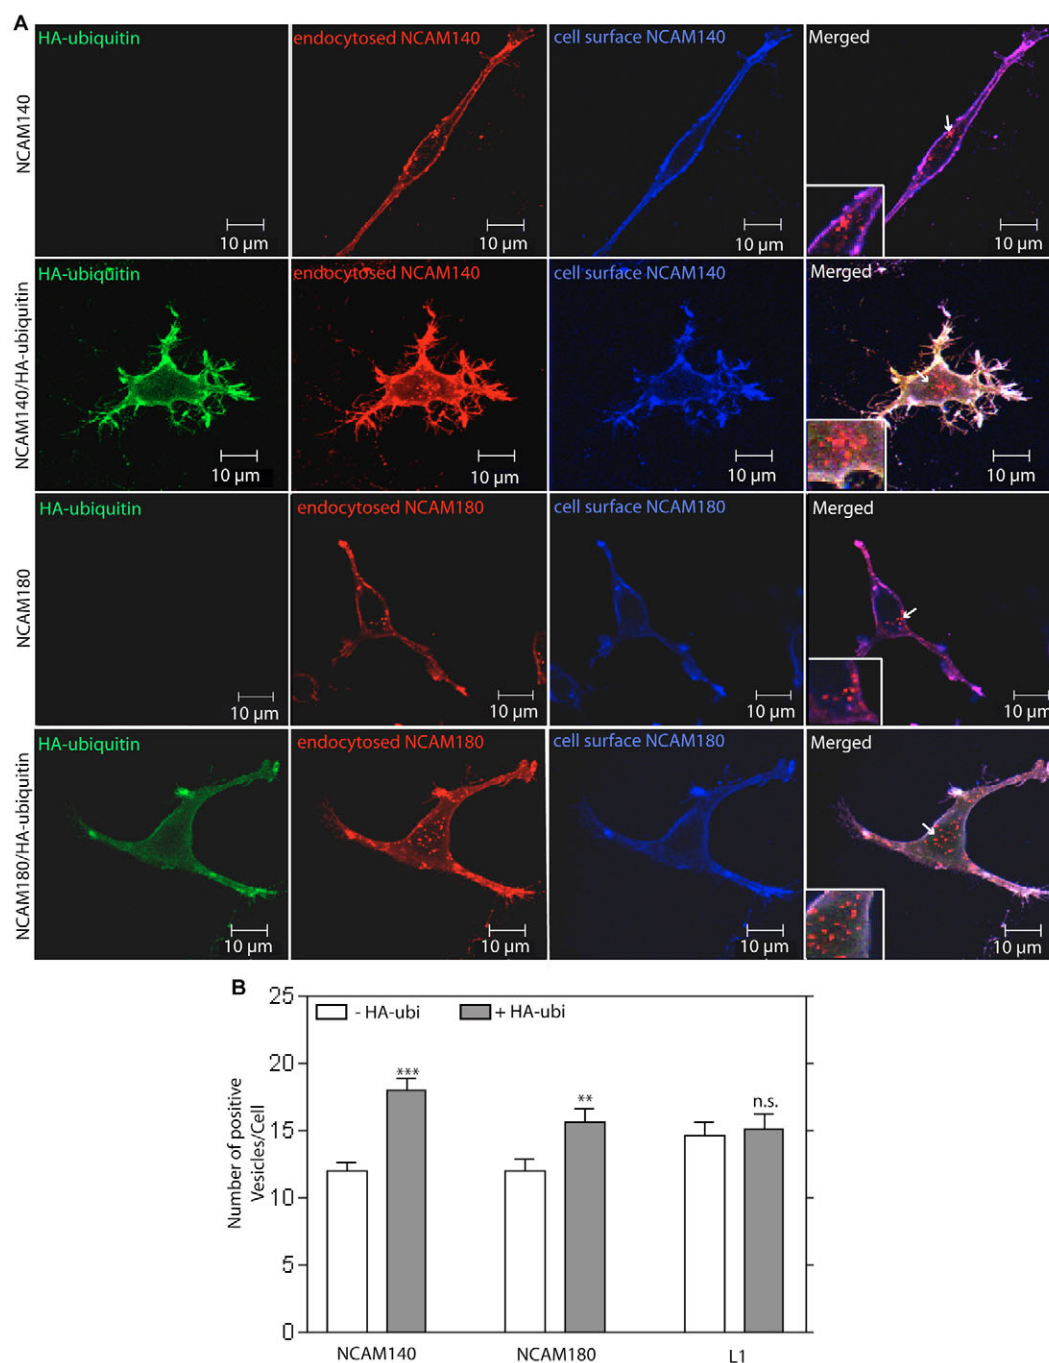 A
HA-ubiquitin endocytosed NCAM140 cell surface NCAM140 Merged
NCAM140
10 µm 10 µm 10 µm 10 µm
HA-ubiquitin endocytosed NCAM140 cell surface NCAM140 Merged
NCAM140/HA-ubiquitin
10 µm 10 µm 10 µm 10 µm
HA-ubiquitin endocytosed NCAM180 cell surface NCAM180 Merged
NCAM180
10 µm 10 µm 10 µm 10 µm
HA-ubiquitin endocytosed NCAM180 cell surface NCAM180 Merged
NCAM180/HA-ubiquitin
10 µm 10 µm 10 µm 10 µm
B
25
- HA-ubi + HA-ubi
20
***
**
n.s.
15
10
5
0
Number of positive
Vesicles/Cell
NCAM140 NCAM180 L1